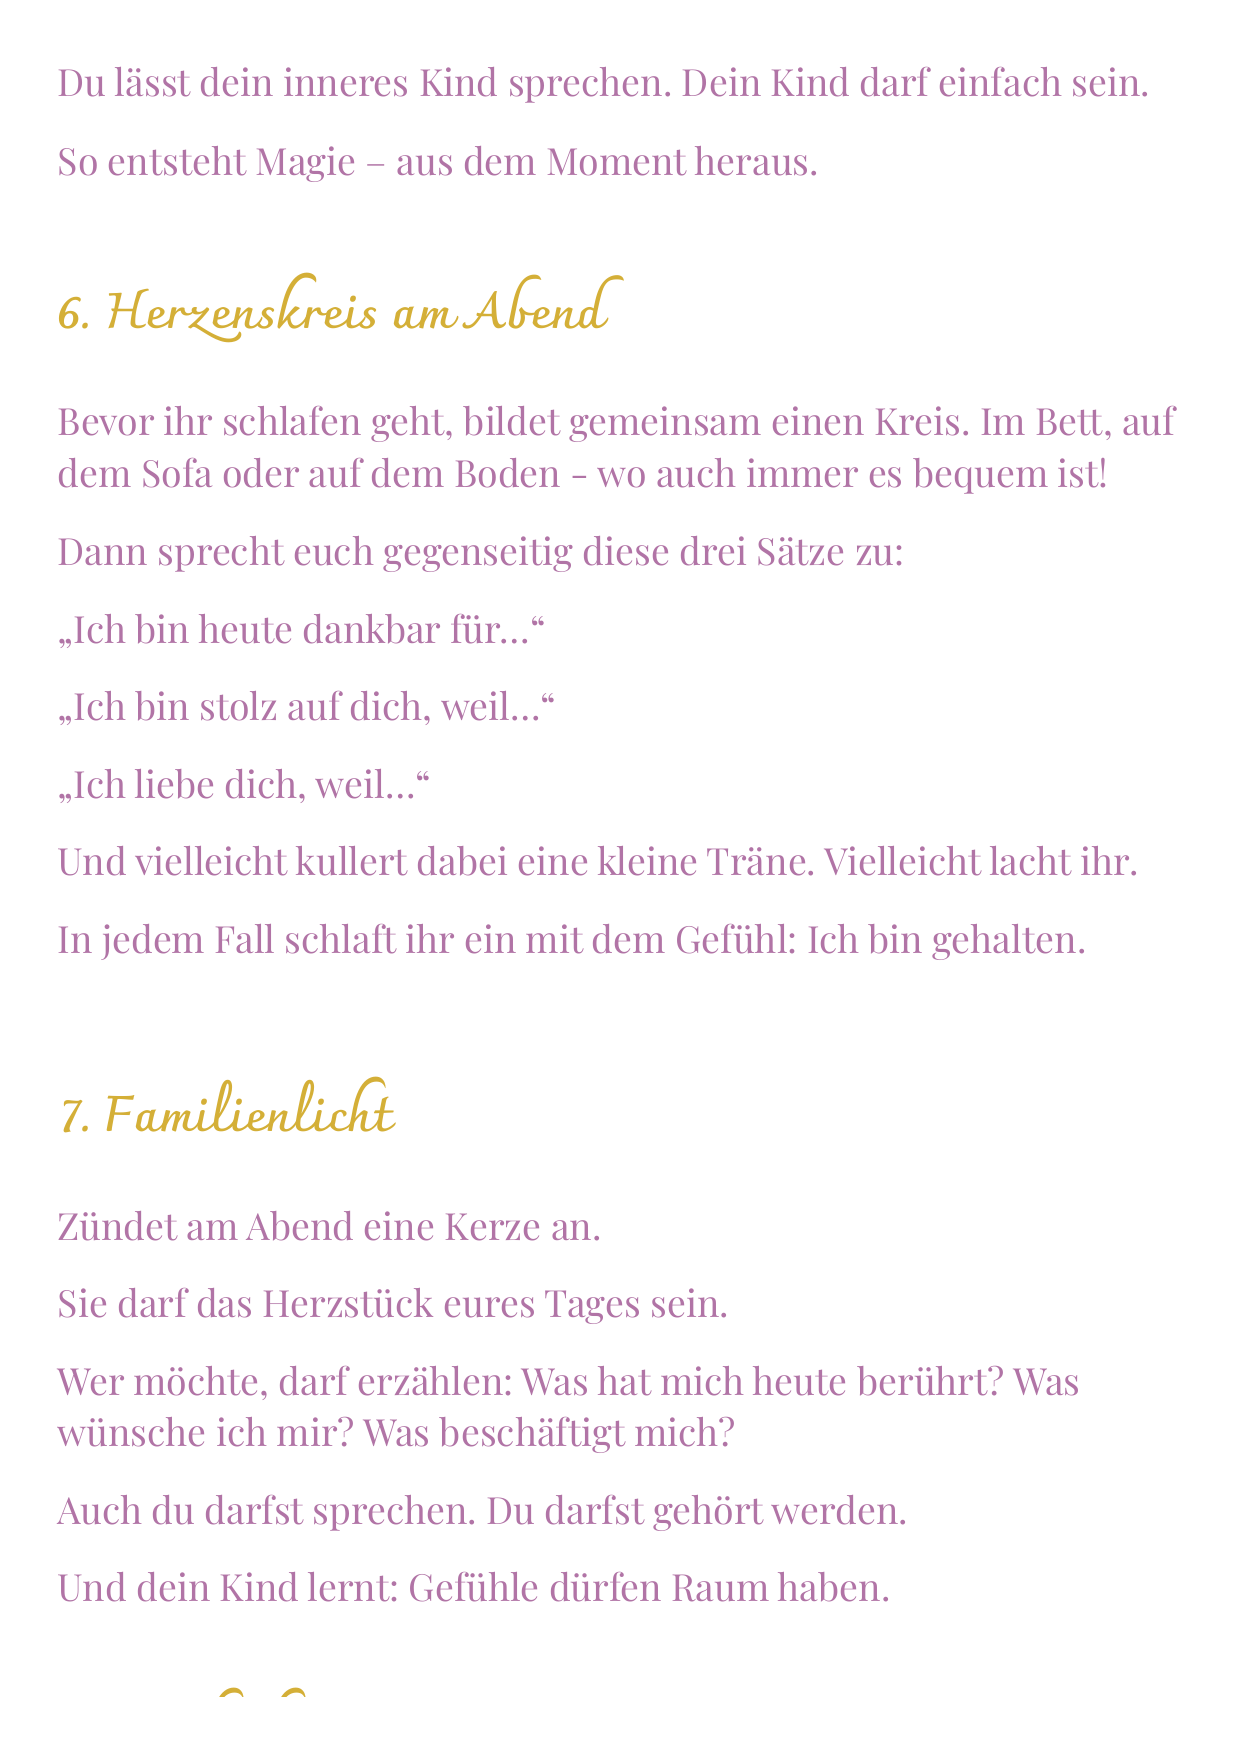 Du lässt dein inneres Kind sprechen. Dein Kind darf einfach sein.
So entsteht Magie – aus dem Moment heraus.
6. Herzenskreis am Abend
Bevor ihr schlafen geht, bildet gemeinsam einen Kreis. Im Bett, auf
dem Sofa oder auf dem Boden - wo auch immer es bequem ist!
Dann sprecht euch gegenseitig diese drei Sätze zu:
„Ich bin heute dankbar für…“
„Ich bin stolz auf dich, weil…“
„Ich liebe dich, weil…“
Und vielleicht kullert dabei eine kleine Träne. Vielleicht lacht ihr.
In jedem Fall schlaft ihr ein mit dem Gefühl: Ich bin gehalten.
7. Familienlicht
Zündet am Abend eine Kerze an.
Sie darf das Herzstück eures Tages sein.
Wer möchte, darf erzählen: Was hat mich heute berührt? Was
wünsche ich mir? Was beschäftigt mich?
Auch du darfst sprechen. Du darfst gehört werden.
Und dein Kind lernt: Gefühle dürfen Raum haben.